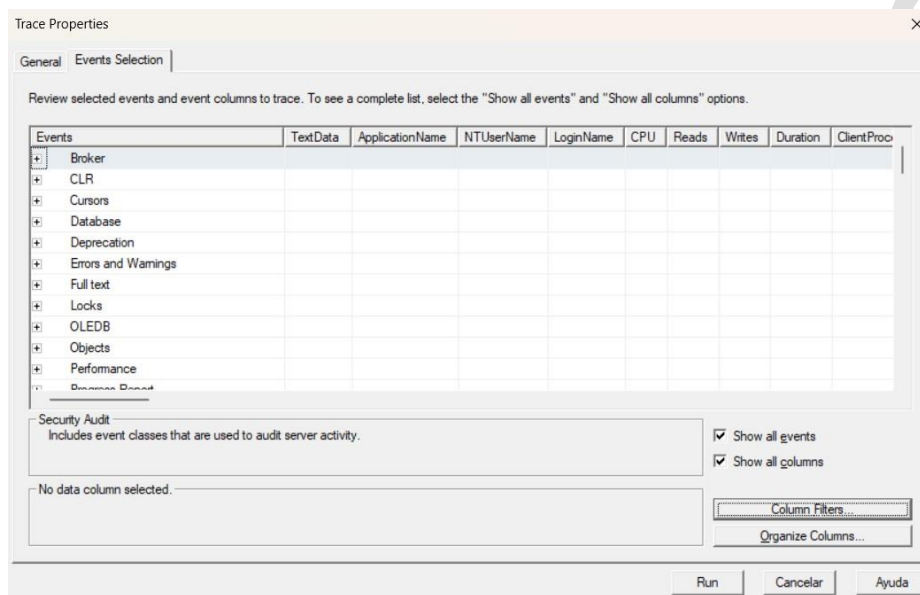 Trace Properties
General Events Selection
Review selected events and event columns to trace. To see a complete list, select the "Show all events" and "Show all columns" options.
Events TextData ApplicationName NTUserName LoginName CPU Reads Writes Duration ClientProc
Broker
CLR
Cursors
Database
Deprecation
Errors and Warnings
Full text
Locks
OLEDB
Objects
Performance
Progress Report
Security Audit
Includes event classes that are used to audit server activity.
Show all events
Show all columns
No data column selected.
Column Filters...
Organize Columns...
Run Cancelar Ayuda